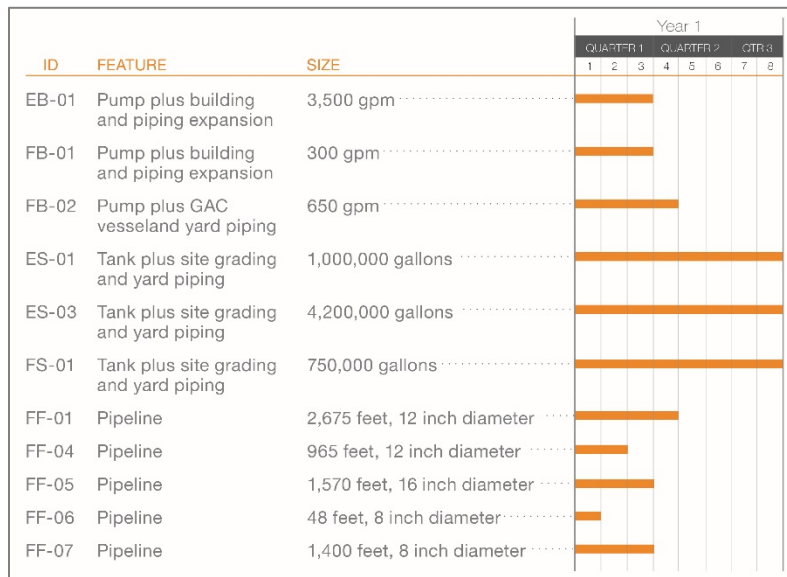 Year 1
QUARTER 1 QUARTER 2 QTR 3
ID FEATURE SIZE 1 2 3 4 5 6 7 8
EB-01 Pump plus building 3,500 gpm
and piping expansion
FB-01 Pump plus building 300 gpm
and piping expansion
FB-02 Pump plus GAC 650 gpm
vesseland yard piping
ES-01 Tank plus site grading 1,000,000 gallons
and yard piping
ES-03 Tank plus site grading 4,200,000 gallons
and yard piping
FS-01 Tank plus site grading 750,000 gallons
and yard piping
FF-01 Pipeline 2,675 feet, 12 inch diameter
FF-04 Pipeline 965 feet, 12 inch diameter
FF-05 Pipeline 1,570 feet, 16 inch diameter
FF-06 Pipeline 48 feet, 8 inch diameter
FF-07 Pipeline 1,400 feet, 8 inch diameter